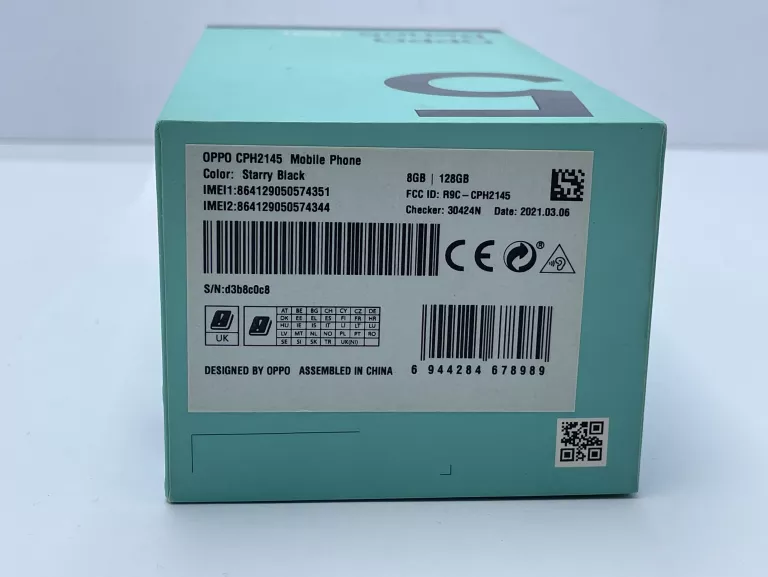 OPPO
5
OPPO CPH2145 Mobile Phone
Color: Starry Black
8GB | 128GB
IMEI1:864129050574351
FCC ID: R9C-CPH2145
IMEI2:864129050574344
Checker: 30424N Date: 2021.03.06
CE
®
S/N:d3b8c0c8
UK
AT BE BG CH CY CZ DE
DK EE EL ES FI FR HR
HU IE IS IT LI LT LU
LV MT NL NO PL PT RO
SE SI SK TR UK(NI)
DESIGNED BY OPPO ASSEMBLED IN CHINA
6 944284 678989